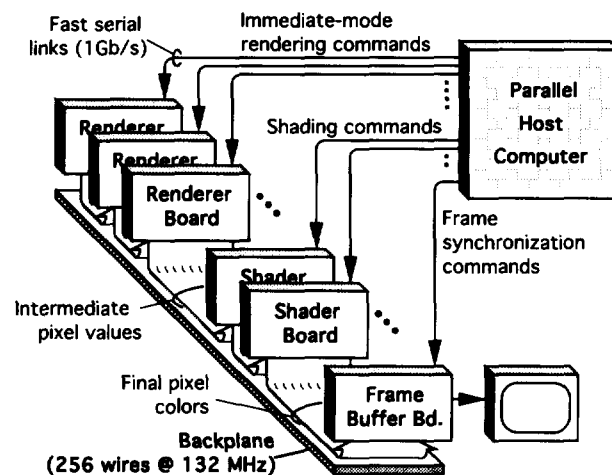 Fast serial
links (1Gb/s)
Immediate-mode
rendering commands
Parallel
Host
Computer
Shading commands
Renderer
Renderer
Renderer
Board
Frame
synchronization
commands
Shader
Shader
Board
Intermediate
pixel values
Final pixel
colors
Frame
Buffer Bd.
Backplane
(256 wires @ 132 MHz)